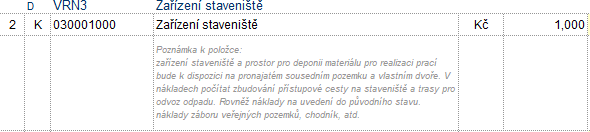 D VRN3 Zařízení staveniště
2 K 030001000 Zařízení staveniště Kč 1,000
Poznámka k položce:
zařízení staveniště a prostor pro deponii materiálu pro realizaci prací
bude k dispozici na pronajatém sousedním pozemku a vlastním dvoře. V
nákladech počítat zbudování přístupové cesty na staveniště a trasy pro
odvoz odpadu. Rovněž náklady na uvedení do původního stavu.
náklady záboru veřejných pozemků, chodník, atd.